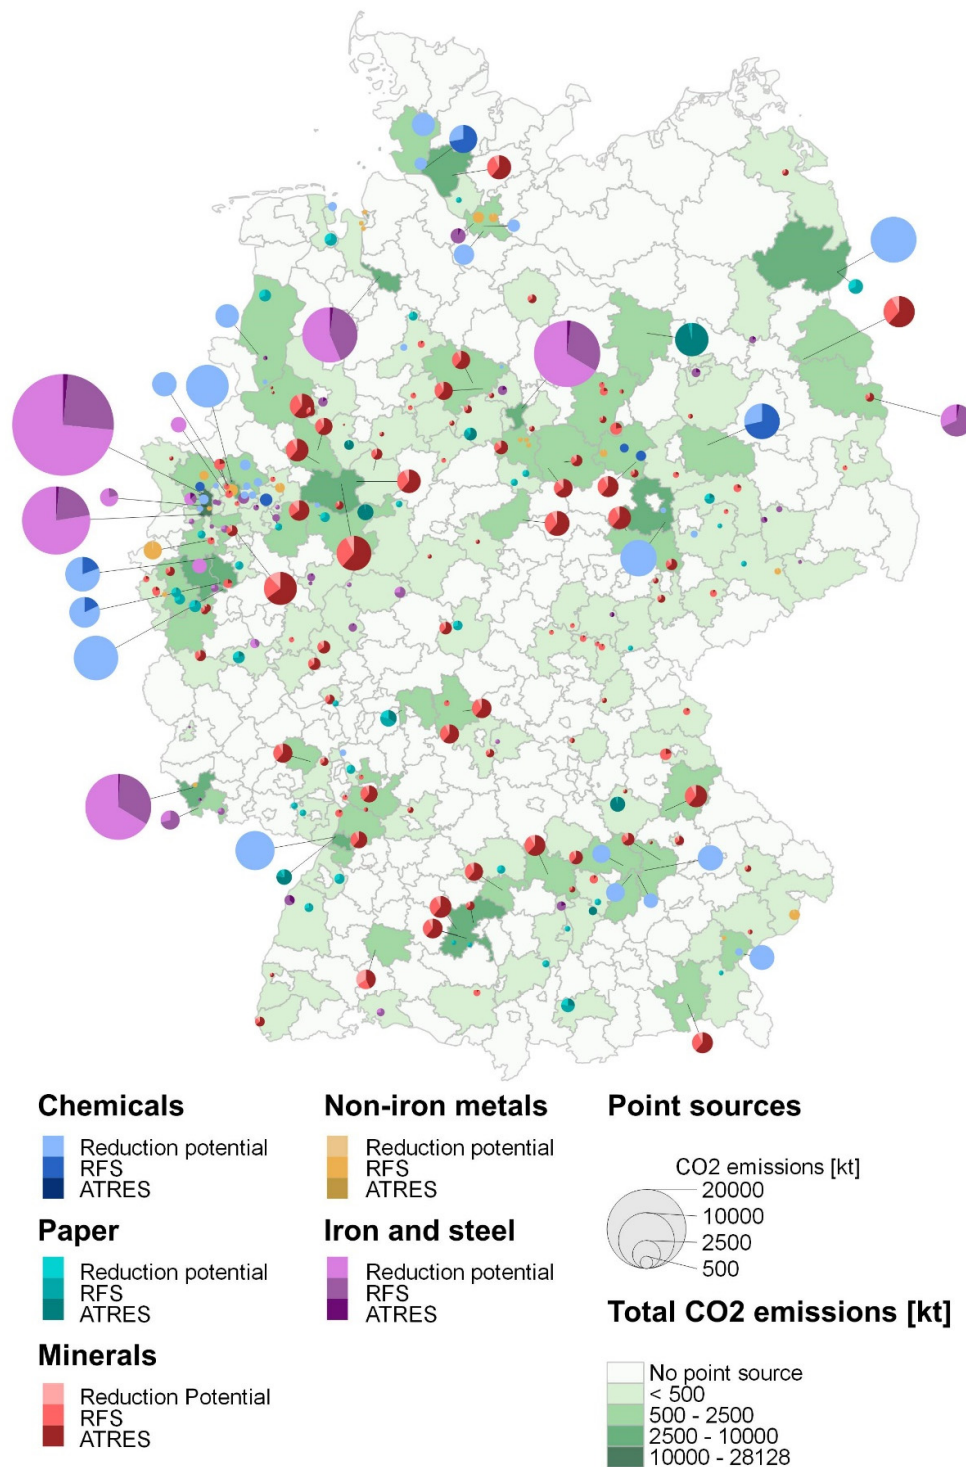 Chemicals
Reduction potential
RFS
ATRES
Paper
Reduction potential
RFS
ATRES
Minerals
Reduction Potential
RFS
ATRES
Non-iron metals
Reduction potential
RFS
ATRES
Iron and steel
Reduction potential
RFS
ATRES
Point sources
CO2 emissions [kt]
20000
10000
2500
500
Total CO2 emissions [kt]
No point source
< 500
500 - 2500
2500 - 10000
10000 - 28128